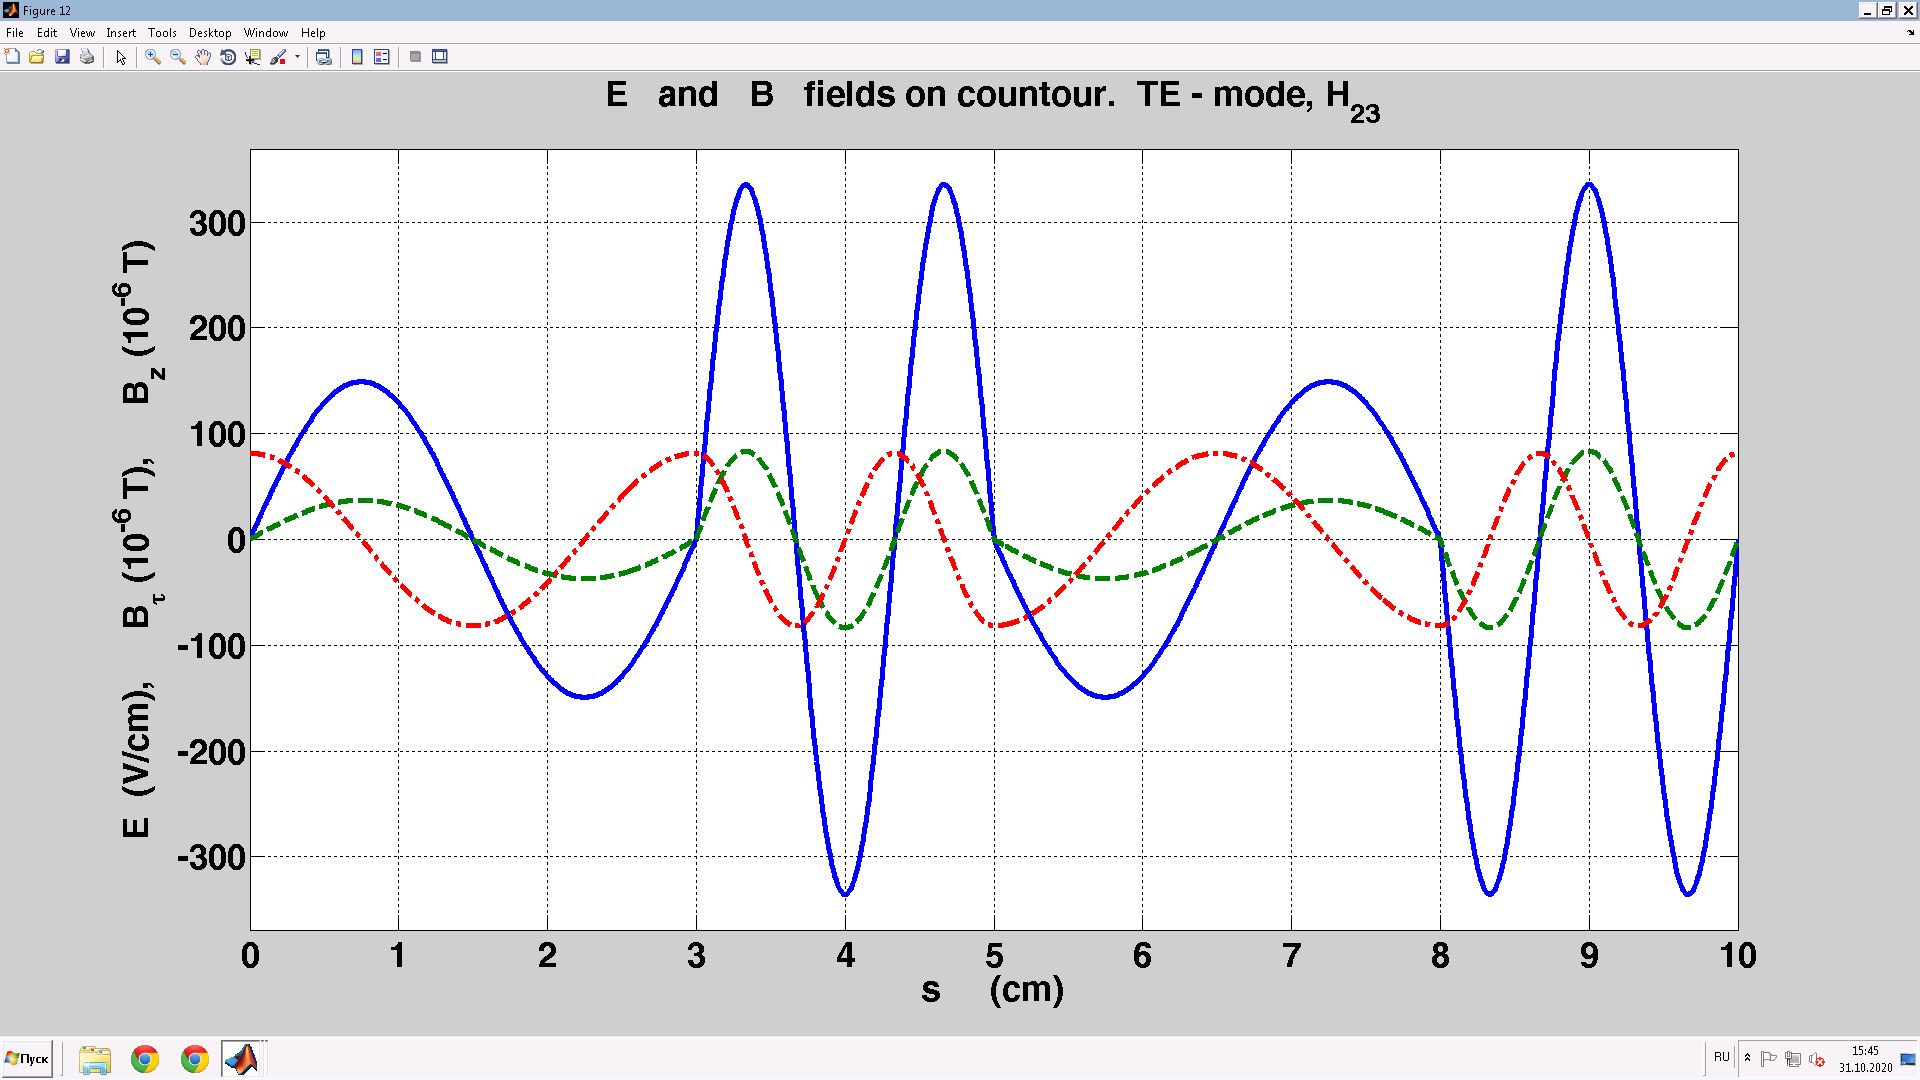 Figure 12
File Edit View Insert Tools Desktop Window Help
E and B fields on countour. TE - mode, H23
E (V/cm), Bτ (10-6 T), Bz (10-6 T)
300
200
100
0
-100
-200
-300
0 1 2 3 4 5 6 7 8 9 10
s (cm)
Пуск
RU
15:45
31.10.2020